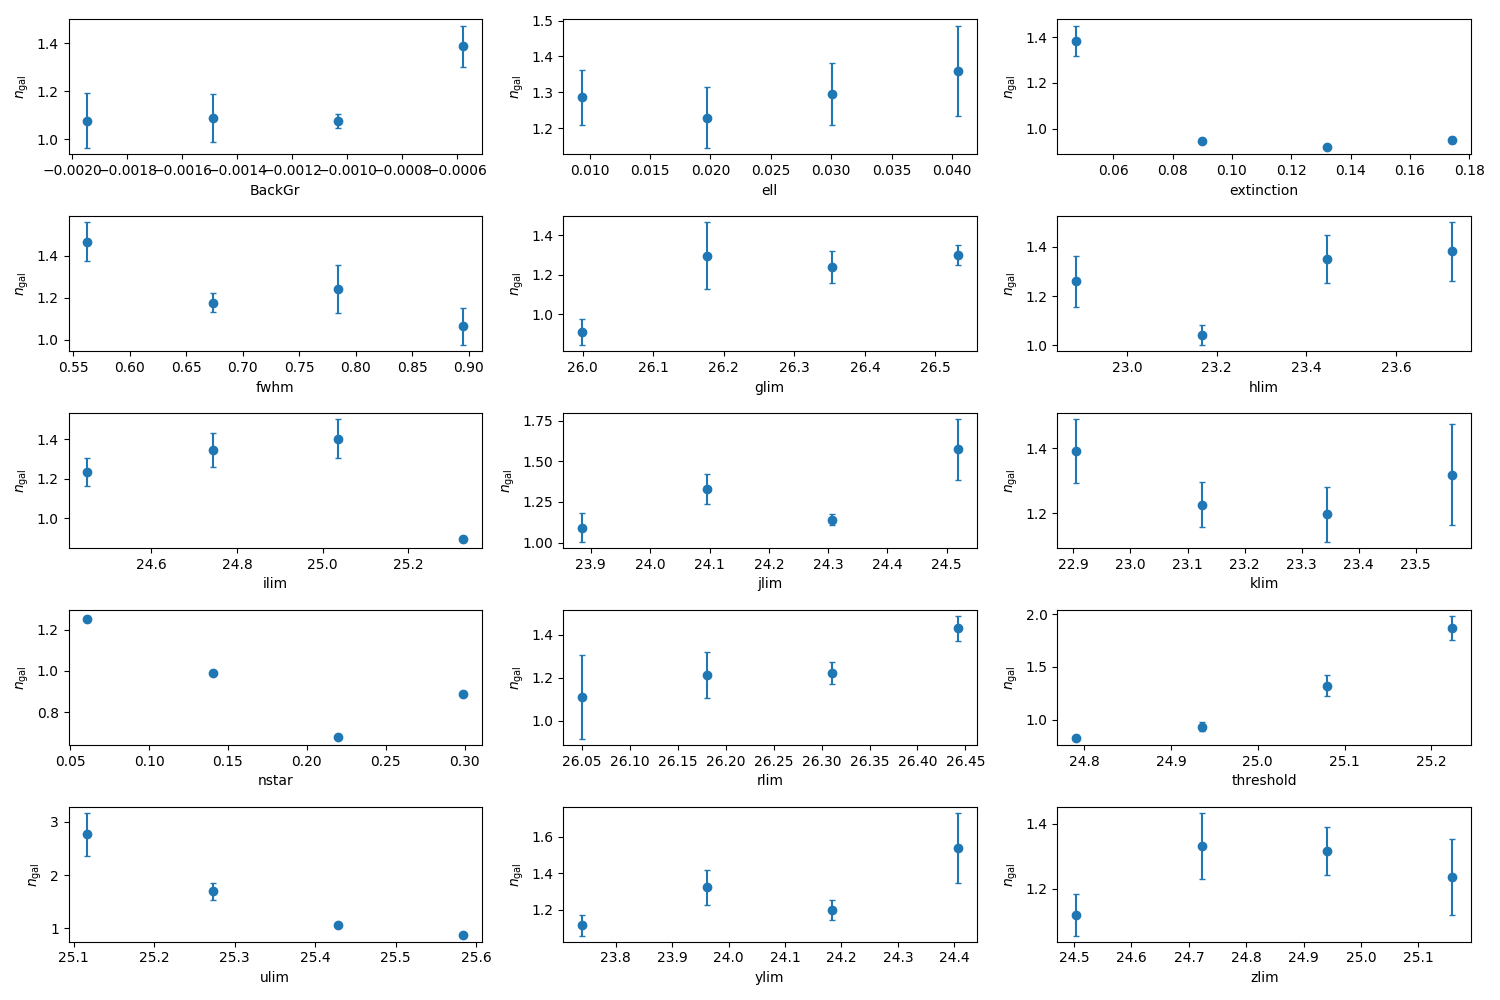 1.4
1.2
1.0
n_gal
−0.0020 −0.0018 −0.0016 −0.0014 −0.0012 −0.0010 −0.0008 −0.0006
BackGr
1.5
1.4
1.3
1.2
n_gal
0.010 0.015 0.020 0.025 0.030 0.035 0.040
ell
1.4
1.2
1.0
n_gal
0.06 0.08 0.10 0.12 0.14 0.16 0.18
extinction
1.4
1.2
1.0
n_gal
0.55 0.60 0.65 0.70 0.75 0.80 0.85 0.90
fwhm
1.4
1.2
1.0
n_gal
26.0 26.1 26.2 26.3 26.4 26.5
glim
1.4
1.2
1.0
n_gal
23.0 23.2 23.4 23.6
hlim
1.4
1.2
1.0
n_gal
24.6 24.8 25.0 25.2
ilim
1.75
1.50
1.25
1.00
n_gal
23.9 24.0 24.1 24.2 24.3 24.4 24.5
jlim
1.4
1.2
n_gal
22.9 23.0 23.1 23.2 23.3 23.4 23.5
klim
1.2
1.0
0.8
n_gal
0.05 0.10 0.15 0.20 0.25 0.30
nstar
1.4
1.2
1.0
n_gal
26.05 26.10 26.15 26.20 26.25 26.30 26.35 26.40 26.45
rlim
2.0
1.5
1.0
n_gal
24.8 24.9 25.0 25.1 25.2
threshold
3
2
1
n_gal
25.1 25.2 25.3 25.4 25.5 25.6
ulim
1.6
1.4
1.2
n_gal
23.8 23.9 24.0 24.1 24.2 24.3 24.4
ylim
1.4
1.2
n_gal
24.5 24.6 24.7 24.8 24.9 25.0 25.1
zlim